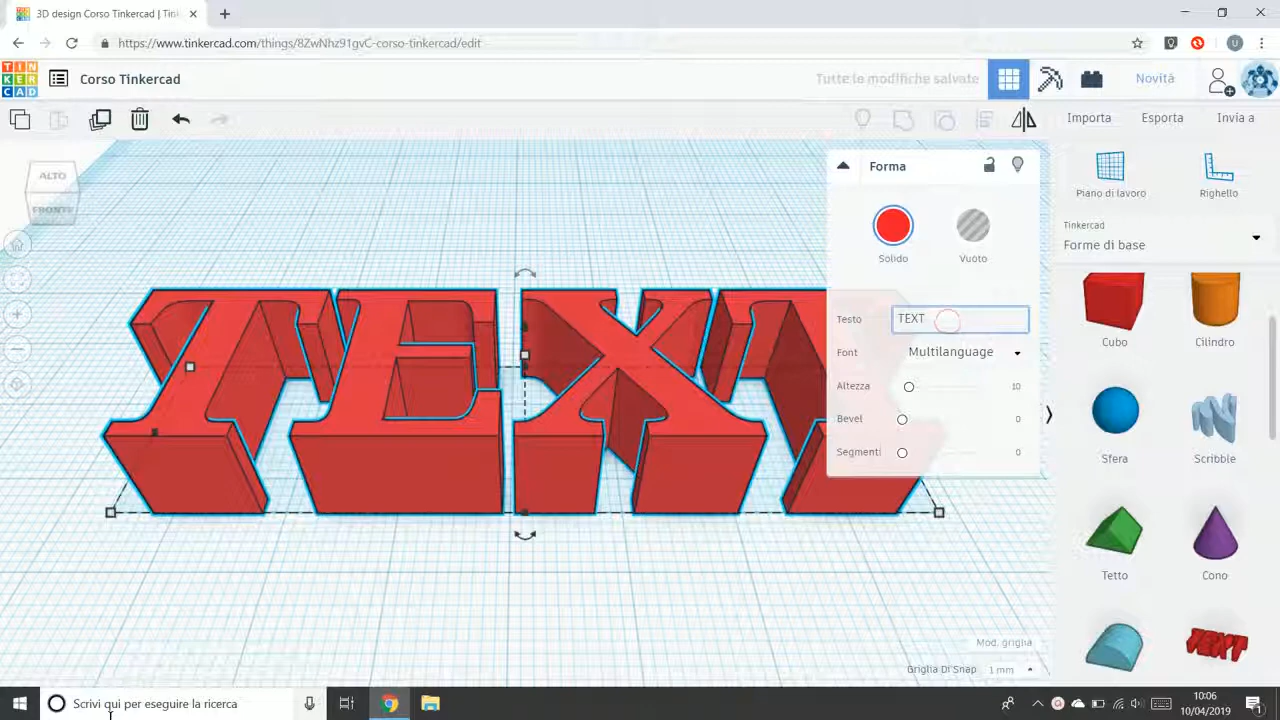 3D design Corso Tinkercad | Tin
https://www.tinkercad.com/things/8ZwNhz91gvC-corso-tinkercad/edit
TIN
KER
CAD
Corso Tinkercad
Tutte le modifiche salvate
Novità
Importa
Esporta
Invia a
ALTO
FRONTE
Forma
Solido
Vuoto
Testo
TEXT
Font
Multilanguage
Altezza
10
Bevel
0
Segmenti
0
Piano di lavoro
Righello
Tinkercad
Forme di base
Cubo
Cilindro
Sfera
Scribble
Tetto
Cono
TEXT
TEXT
Mod. griglia
Griglia Di Snap
1 mm
Scrivi qui per eseguire la ricerca
10:06
10/04/2019